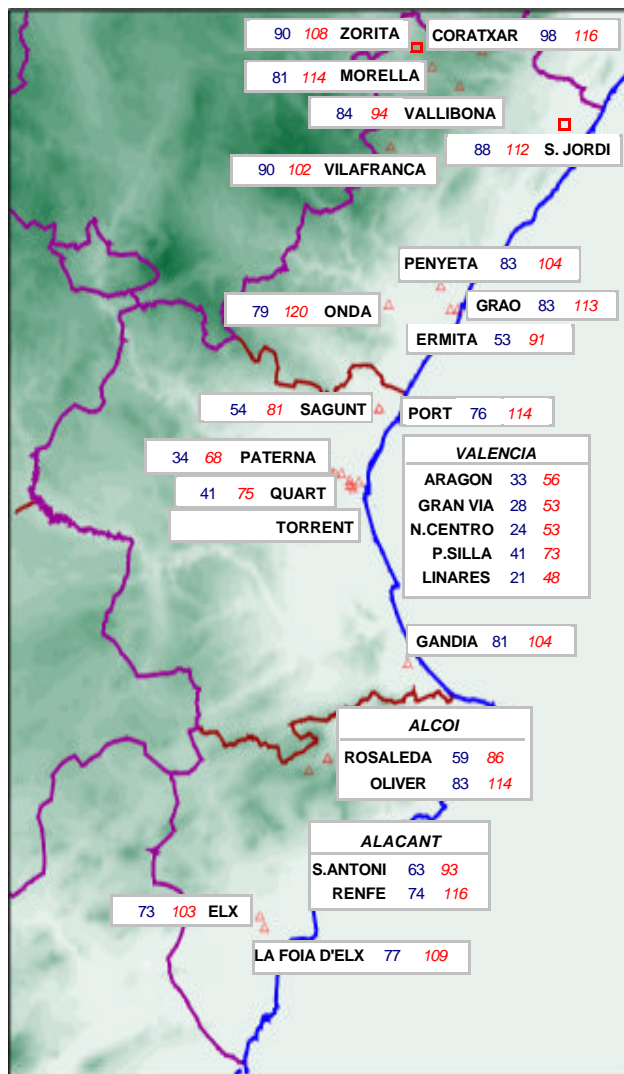 90 108 ZORITA
CORATXAR 98 116
81 114 MORELLA
84 94 VALLIBONA
88 112 S. JORDI
90 102 VILAFRANCA
PENYETA 83 104
79 120 ONDA
GRAO 83 113
ERMITA 53 91
54 81 SAGUNT
PORT 76 114
34 68 PATERNA
41 75 QUART
TORRENT
VALENCIA
ARAGON 33 56
GRAN VIA 28 53
N.CENTRO 24 53
P.SILLA 41 73
LINARES 21 48
GANDIA 81 104
ALCOI
ROSALEDA 59 86
OLIVER 83 114
ALACANT
S.ANTONI 63 93
RENFE 74 116
73 103 ELX
LA FOIA D'ELX 77 109